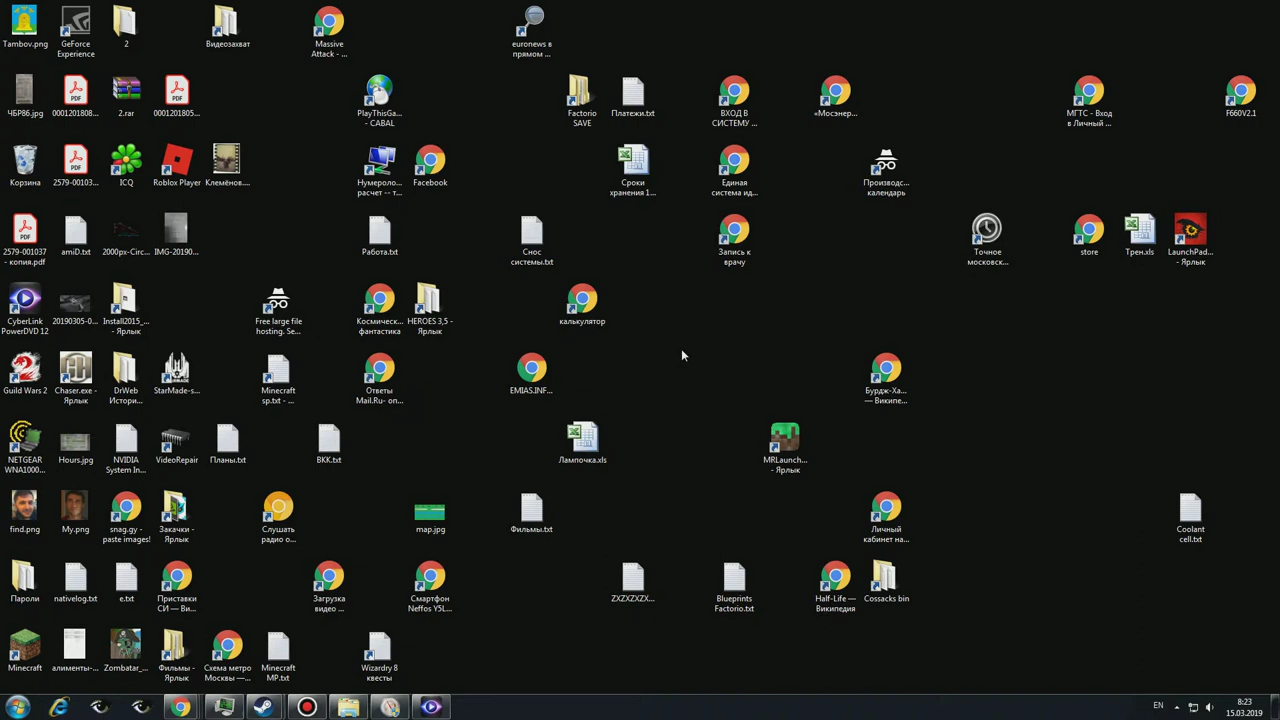 Tambov.png
GeForce
Experience
2
Видеозахват
Massive
Attack - ...
euronews в
прямом ...
ЧБР86.jpg
0001201808...
2.rar
0001201805...
PlayThisGa...
- CABAL
Factorio
SAVE
Платежи.txt
ВХОД В
СИСТЕМУ ...
«Мосэнер...
МГТС - Вход
в Личный ...
F660V2.1
Корзина
2579-00103...
ICQ
Roblox Player
Клемёнов....
Нумероло...
расчет -- т...
Facebook
Сроки
хранения 1...
Единая
система ид...
Производс...
календарь
2579-001037
- копия.pdf
amiD.txt
2000px-Circ...
IMG-20190...
Работа.txt
Снос
системы.txt
Запись к
врачу
Точное
московск...
store
Трен.xls
LaunchPad...
- Ярлык
CyberLink
PowerDVD 12
20190305-0...
Install2015_...
- Ярлык
Free large file
hosting. Se...
Космическ...
фантастика
HEROES 3,5 -
Ярлык
калькулятор
Guild Wars 2
Chaser.exe -
Ярлык
DrWeb
Истори...
StarMade-s...
Minecraft
sp.txt - ...
Ответы
Mail.Ru- on...
EMIAS.INF...
Бурдж-Ха...
— Википе...
NETGEAR
WNA1000...
Hours.jpg
NVIDIA
System In...
VideoRepair
Планы.txt
ВКК.txt
Лампочка.xls
MRLaunch...
- Ярлык
find.png
My.png
snag.gy -
paste images!
Закачки -
Ярлык
Слушать
радио о...
map.jpg
Фильмы.txt
Личный
кабинет на...
Coolant
cell.txt
Пароли
nativelog.txt
e.txt
Приставки
СИ — Ви...
Загрузка
видео ...
Смартфон
Neffos Y5L...
ZXZXZXZX...
Blueprints
Factorio.txt
Half-Life —
Википедия
Cossacks bin
Minecraft
алименты-...
Zombatar_...
Фильмы -
Ярлык
Схема метро
Москвы —...
Minecraft
MP.txt
Wizardry 8
квесты
EN
8:23
15.03.2019